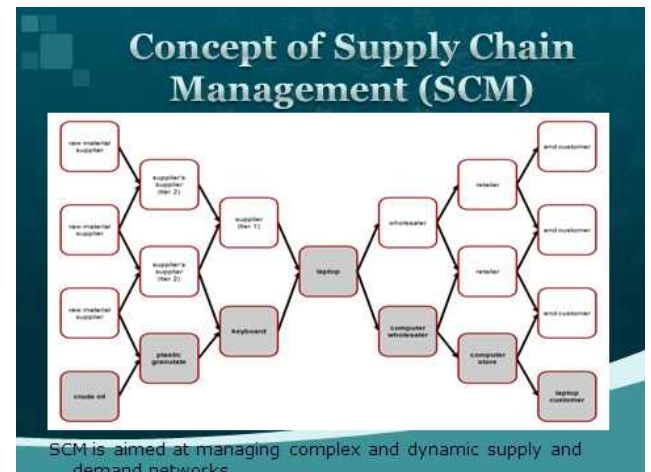 Concept of Supply Chain
Management (SCM)
raw material
supplier
raw material
supplier
raw material
supplier
crude oil
supplier's
supplier
(tier 2)
supplier's
supplier
(tier 2)
plastic
granulate
supplier
(tier 1)
keyboard
laptop
wholesaler
computer
wholesaler
retailer
retailer
computer
store
end customer
end customer
end customer
laptop
customer
SCM is aimed at managing complex and dynamic supply and
demand networks